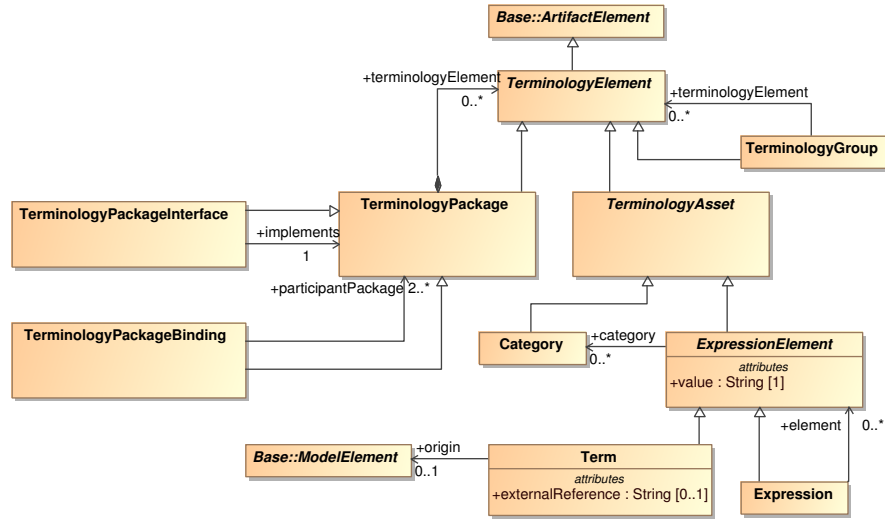 Base::ArtifactElement
+terminologyElement
0..*
TerminologyElement
+terminologyElement
0..*
TerminologyGroup
TerminologyPackageInterface
+implements
1
TerminologyPackage
TerminologyAsset
+participantPackage 2..*
TerminologyPackageBinding
Category
+category
0..*
ExpressionElement
attributes
+value : String [1]
+element
0..*
Base::ModelElement
+origin
0..1
Term
attributes
+externalReference : String [0..1]
Expression